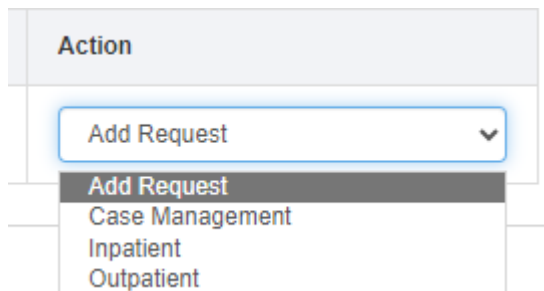 Action
Add Request
Add Request
Case Management
Inpatient
Outpatient